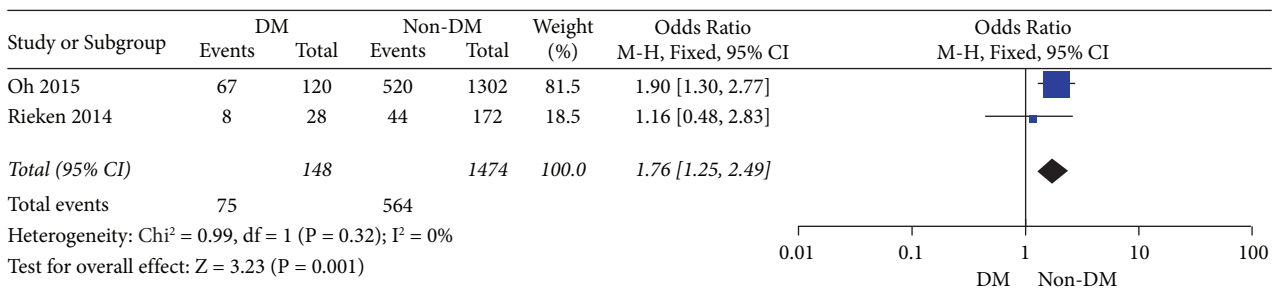 Study or Subgroup DM Non-DM Weight Odds Ratio Odds Ratio
Events Total Events Total (%) M-H, Fixed, 95% CI M-H, Fixed, 95% CI
Oh 2015 67 120 520 1302 81.5 1.90 [1.30, 2.77]
Rieken 2014 8 28 44 172 18.5 1.16 [0.48, 2.83]
Total (95% CI) 148 1474 100.0 1.76 [1.25, 2.49]
Total events 75 564
Heterogeneity: Chi² = 0.99, df = 1 (P = 0.32); I² = 0%
Test for overall effect: Z = 3.23 (P = 0.001)
0.01 0.1 1 10 100
DM Non-DM